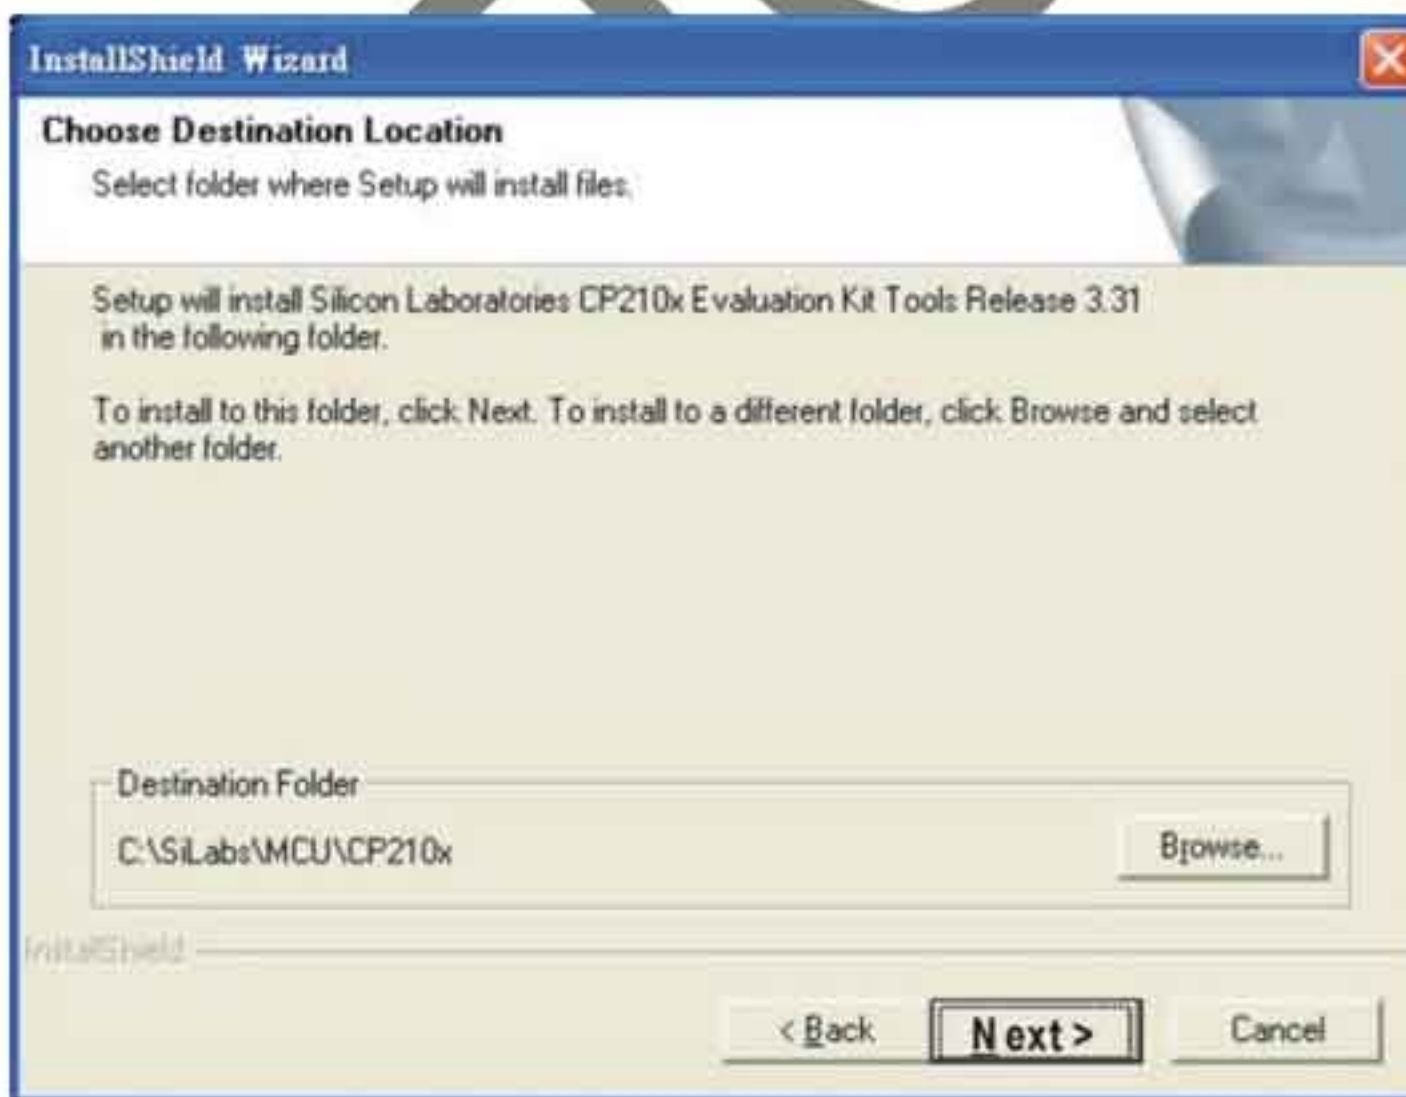 InstallShield Wizard
Choose Destination Location
Select folder where Setup will install files.
Setup will install Silicon Laboratories CP210x Evaluation Kit Tools Release 3.31
in the following folder.
To install to this folder, click Next. To install to a different folder, click Browse and select
another folder.
Destination Folder
C:\SiLabs\MCU\CP210x
Browse...
InstallShield
< Back
Next >
Cancel